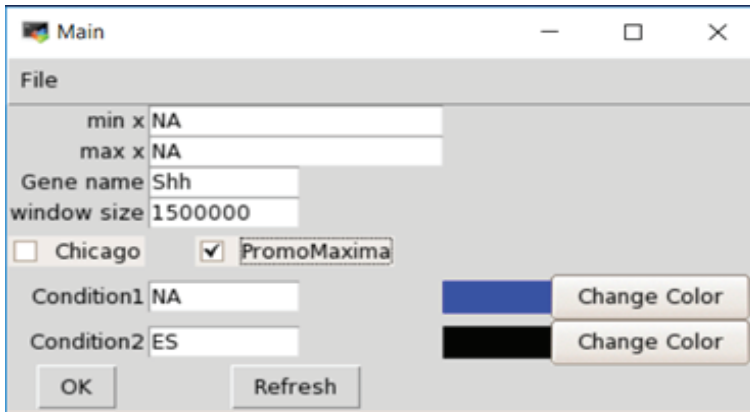 Main
File
min x NA
max x NA
Gene name Shh
window size 1500000
Chicago PromoMaxima
Condition1 NA Change Color
Condition2 ES Change Color
OK Refresh